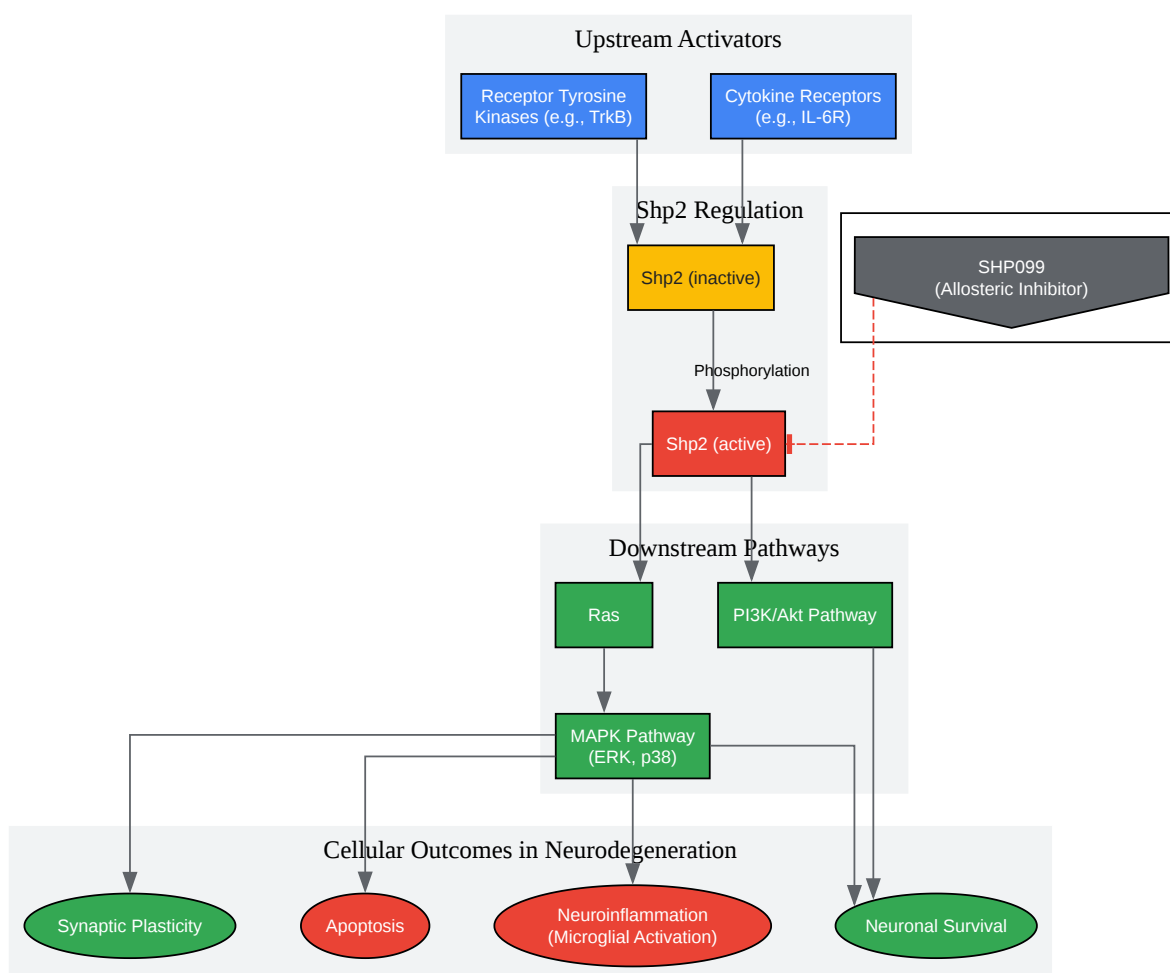 Upstream Activators
Receptor Tyrosine
Kinases (e.g., TrkB)
Cytokine Receptors
(e.g., IL-6R)
Shp2 Regulation
Shp2 (inactive)
SHP099
(Allosteric Inhibitor)
Phosphorylation
Shp2 (active)
Downstream Pathways
Ras
PI3K/Akt Pathway
MAPK Pathway
(ERK, p38)
Cellular Outcomes in Neurodegeneration
Synaptic Plasticity
Apoptosis
Neuroinflammation
(Microglial Activation)
Neuronal Survival